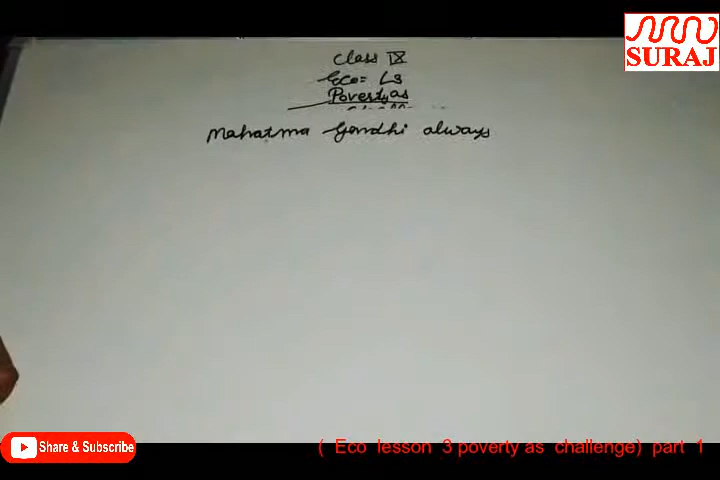 SURAJ
Class IX
Eco= L3
Poverty as
Mahatma Gandhi always
Share & Subscribe
( Eco lesson 3 poverty as challenge) part 1